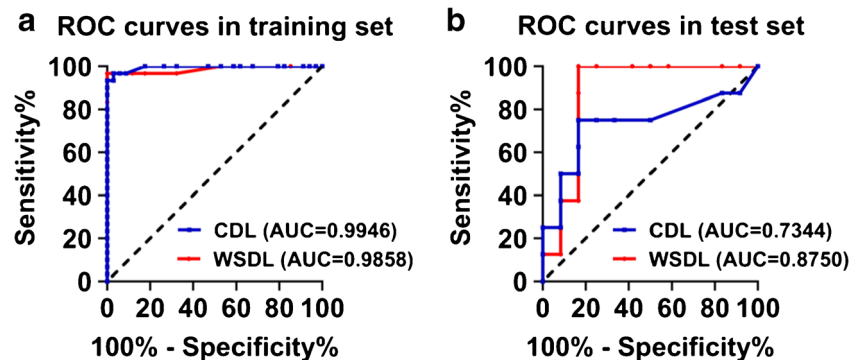 a ROC curves in training set
100
80
60
40
20
0
Sensitivity%
CDL (AUC=0.9946)
WSDL (AUC=0.9858)
0 20 40 60 80 100
100% - Specificity%
b ROC curves in test set
100
80
60
40
20
0
Sensitivity%
CDL (AUC=0.7344)
WSDL (AUC=0.8750)
0 20 40 60 80 100
100% - Specificity%